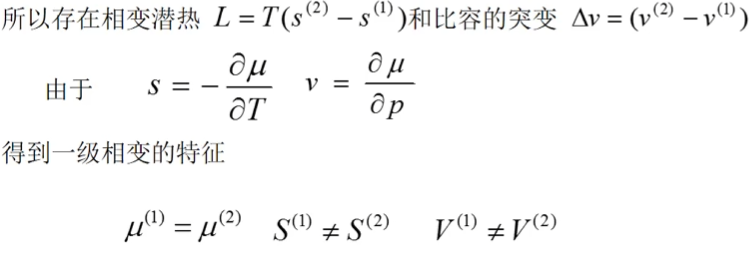 所以存在相变潜热 L = T(s⁽²⁾ − s⁽¹⁾)和比容的突变 Δv = (v⁽²⁾ − v⁽¹⁾)
由于 s = −∂μ/∂T v = ∂μ/∂p
得到一级相变的特征
μ⁽¹⁾ = μ⁽²⁾ S⁽¹⁾ ≠ S⁽²⁾ V⁽¹⁾ ≠ V⁽²⁾